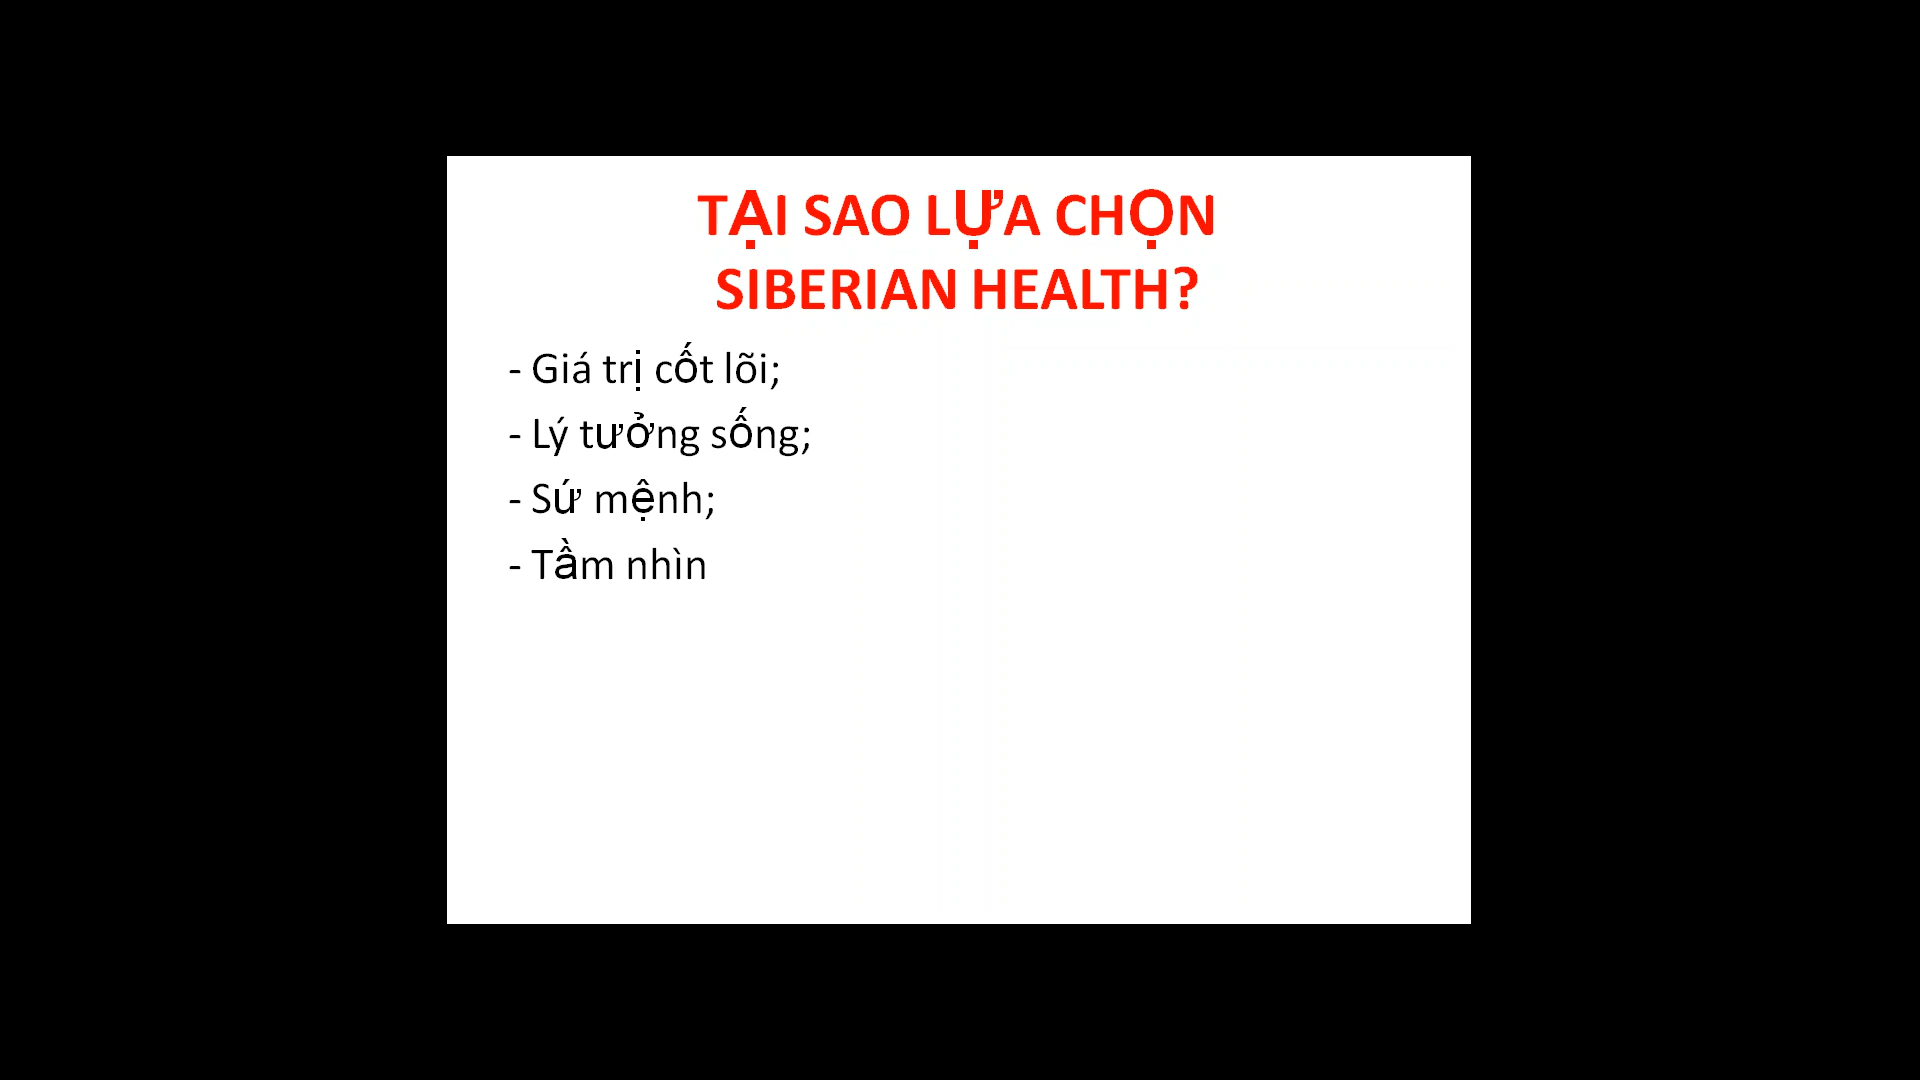 TẠI SAO LỰA CHỌN
SIBERIAN HEALTH?
- Giá trị cốt lõi;
- Lý tưởng sống;
- Sứ mệnh;
- Tầm nhìn